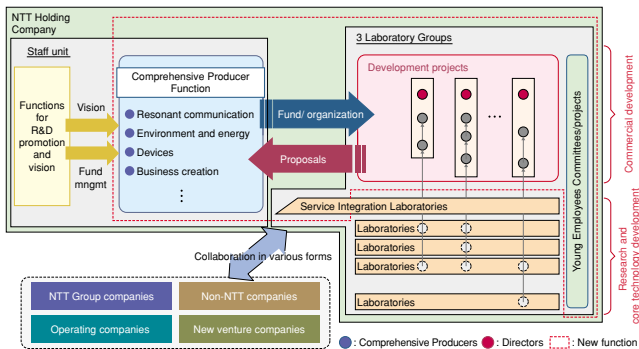 NTT Holding
Company
Staff unit
Functions for
R&D
promotion
and
vision
Vision
Fund
mngmt
Comprehensive Producer
Function
Resonant communication
Environment and energy
Devices
Business creation
⋮
Fund/ organization
Proposals
3 Laboratory Groups
Development projects
...
Young Employees Committees/projects
Commercial development
Research and
core technology development
Service Integration Laboratories
Laboratories
Laboratories
Laboratories
Laboratories
Collaboration in various forms
NTT Group companies
Non-NTT companies
Operating companies
New venture companies
: Comprehensive Producers
: Directors
: New function